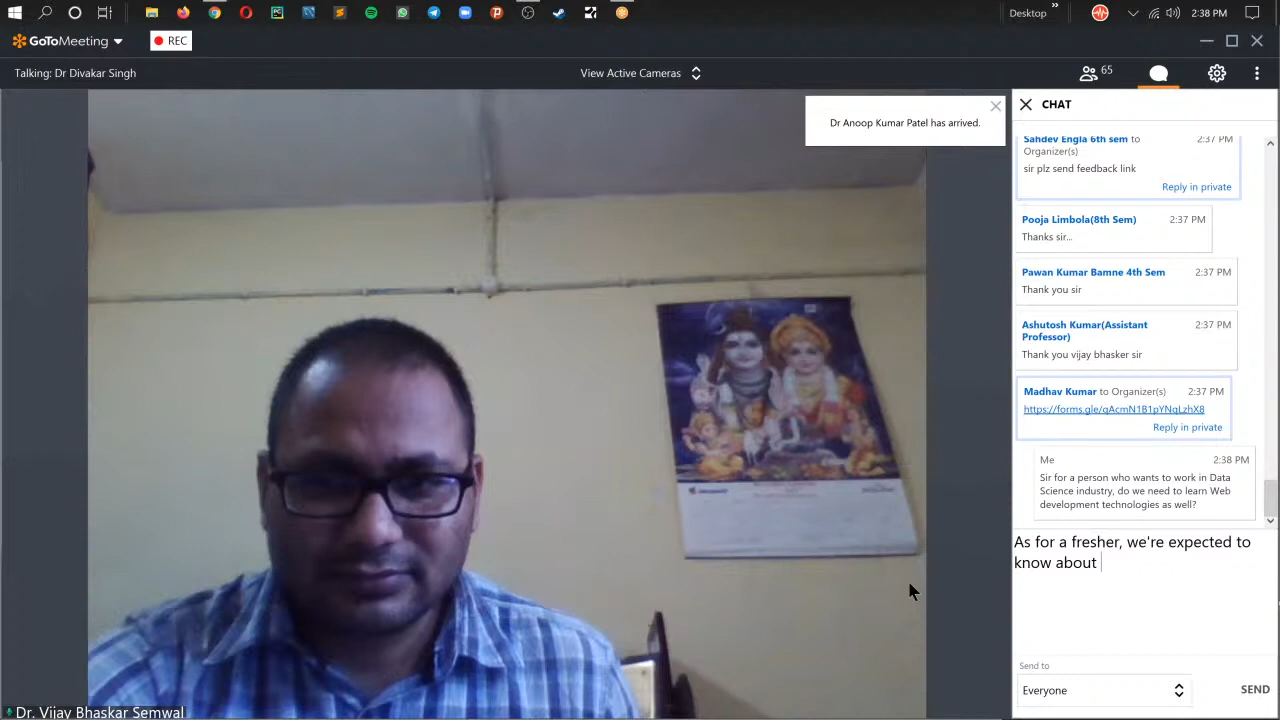 Desktop
2:38 PM
GoToMeeting
REC
Talking: Dr Divakar Singh
View Active Cameras
65
Dr Anoop Kumar Patel has arrived.
CHAT
Sahdev Engla 6th sem to
2:37 PM
Organizer(s)
sir plz send feedback link
Reply in private
Pooja Limbola(8th Sem)
2:37 PM
Thanks sir...
Pawan Kumar Bamne 4th Sem
2:37 PM
Thank you sir
Ashutosh Kumar(Assistant
2:37 PM
Professor)
Thank you vijay bhasker sir
Madhav Kumar to Organizer(s)
2:37 PM
https://forms.gle/gAcmN1B1pYNgLzhX8
Reply in private
Me
2:38 PM
Sir for a person who wants to work in Data
Science industry, do we need to learn Web
development technologies as well?
As for a fresher, we're expected to
know about
Send to
Everyone
SEND
Dr. Vijay Bhaskar Semwal